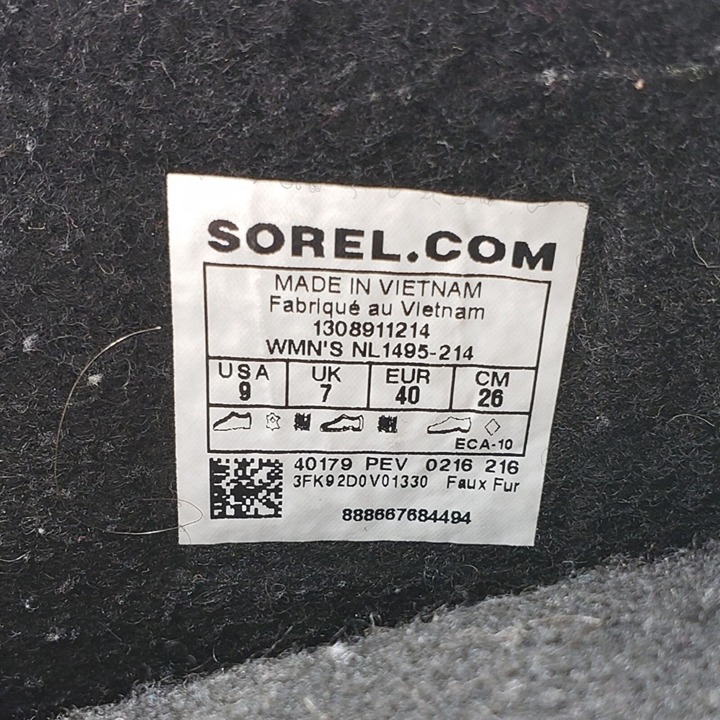 SOREL.COM
MADE IN VIETNAM
Fabriqué au Vietnam
1308911214
WMN'S NL1495-214
USA UK EUR CM
9 7 40 26
ECA-10
40179 PEV 0216 216
3FK92D0V01330 Faux Fur
888667684494